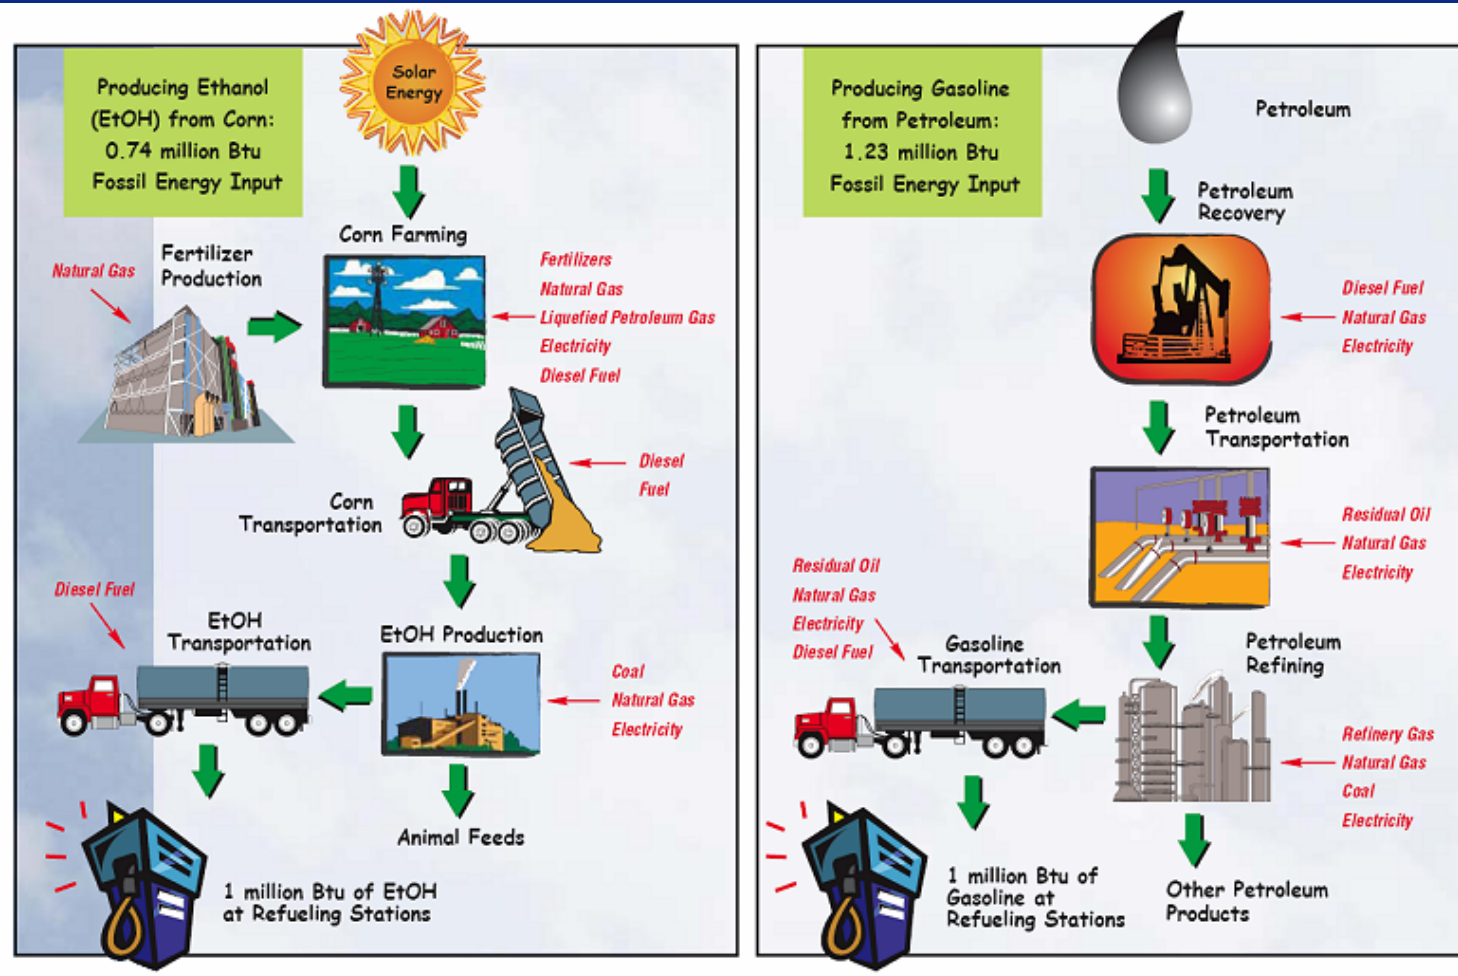 Producing Ethanol
(EtOH) from Corn:
0.74 million Btu
Fossil Energy Input
Solar
Energy
Corn Farming
Fertilizer
Production
Natural Gas
Fertilizers
Natural Gas
Liquefied Petroleum Gas
Electricity
Diesel Fuel
Corn
Transportation
Diesel
Fuel
EtOH Production
Coal
Natural Gas
Electricity
EtOH
Transportation
Diesel Fuel
Animal Feeds
1 million Btu of EtOH
at Refueling Stations
Producing Gasoline
from Petroleum:
1.23 million Btu
Fossil Energy Input
Petroleum
Petroleum
Recovery
Diesel Fuel
Natural Gas
Electricity
Petroleum
Transportation
Residual Oil
Natural Gas
Electricity
Petroleum
Refining
Refinery Gas
Natural Gas
Coal
Electricity
Gasoline
Transportation
Residual Oil
Natural Gas
Electricity
Diesel Fuel
1 million Btu of
Gasoline at
Refueling Stations
Other Petroleum
Products